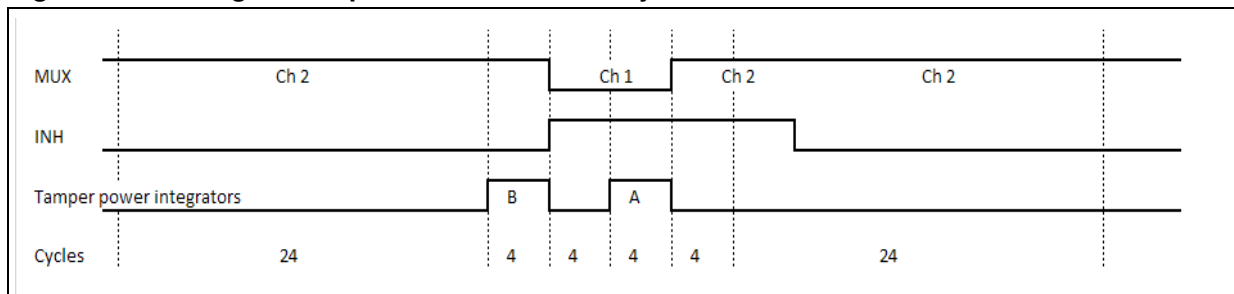 MUX Ch 2 Ch 1 Ch 2 Ch 2
INH
Tamper power integrators B A
Cycles 24 4 4 4 4 24